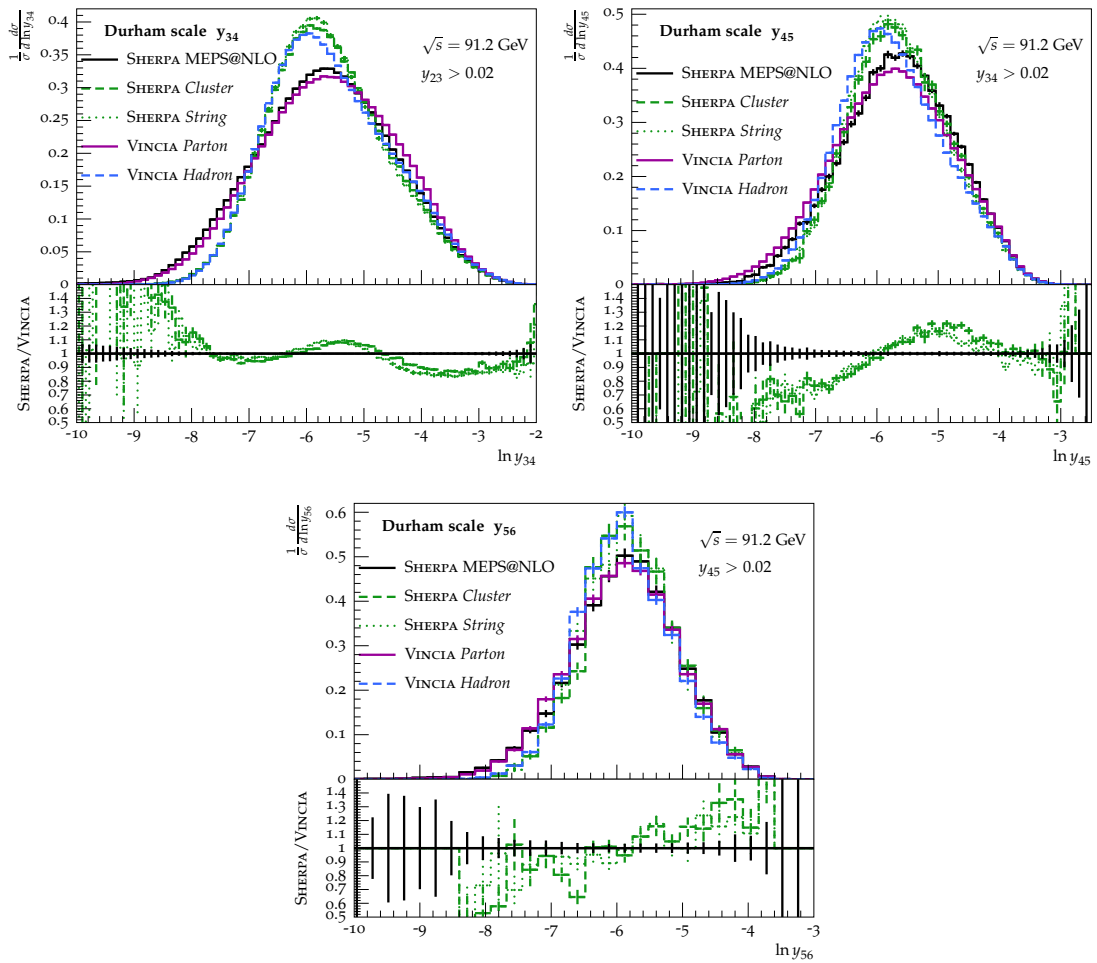 Durham scale y34
√s = 91.2 GeV
y23 > 0.02
SHERPA MEPS@NLO
SHERPA Cluster
SHERPA String
VINCIA Parton
VINCIA Hadron
0
0.05
0.1
0.15
0.2
0.25
0.3
0.35
0.4
1/σ dσ/d ln y34
-10 -9 -8 -7 -6 -5 -4 -3 -2
0.5
0.6
0.7
0.8
0.9
1
1.1
1.2
1.3
1.4
ln y34
SHERPA/VINCIA
Durham scale y45
√s = 91.2 GeV
y34 > 0.02
SHERPA MEPS@NLO
SHERPA Cluster
SHERPA String
VINCIA Parton
VINCIA Hadron
0
0.1
0.2
0.3
0.4
0.5
1/σ dσ/d ln y45
-10 -9 -8 -7 -6 -5 -4 -3
0.5
0.6
0.7
0.8
0.9
1
1.1
1.2
1.3
1.4
ln y45
SHERPA/VINCIA
Durham scale y56
√s = 91.2 GeV
y45 > 0.02
SHERPA MEPS@NLO
SHERPA Cluster
SHERPA String
VINCIA Parton
VINCIA Hadron
0
0.1
0.2
0.3
0.4
0.5
0.6
1/σ dσ/d ln y56
-10 -9 -8 -7 -6 -5 -4 -3
0.5
0.6
0.7
0.8
0.9
1
1.1
1.2
1.3
1.4
ln y56
SHERPA/VINCIA